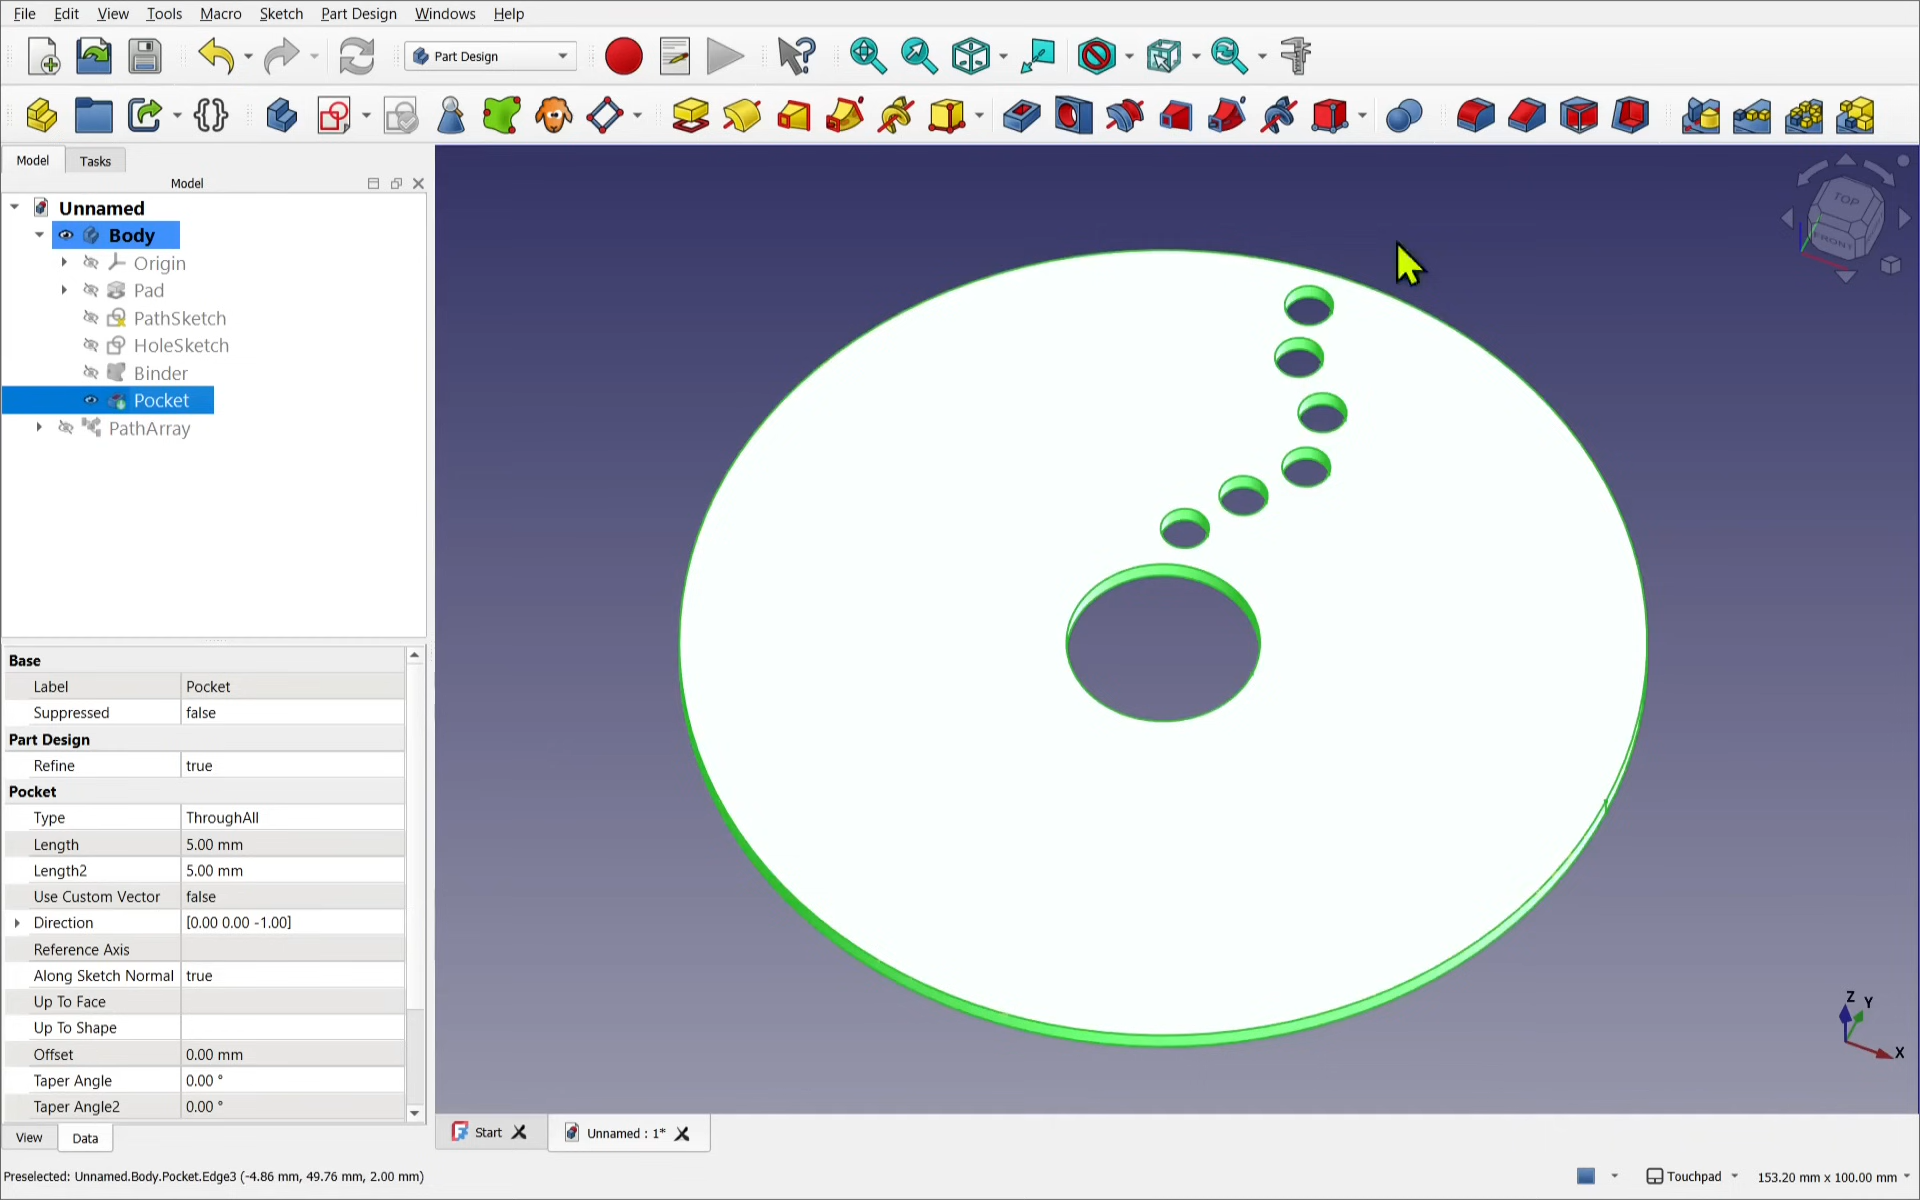 File Edit View Tools Macro Sketch Part Design Windows Help
Part Design
Model Tasks
Model
Unnamed
Body
Origin
Pad
PathSketch
HoleSketch
Binder
Pocket
PathArray
TOP
FRONT
Base
Label Pocket
Suppressed false
Part Design
Refine true
Pocket
Type ThroughAll
Length 5.00 mm
Length2 5.00 mm
Use Custom Vector false
Direction [0.00 0.00 -1.00]
Reference Axis
Along Sketch Normal true
Up To Face
Up To Shape
Offset 0.00 mm
Taper Angle 0.00 °
Taper Angle2 0.00 °
Z Y
X
View Data
Start Unnamed : 1*
Preselected: Unnamed.Body.Pocket.Edge3 (-4.86 mm, 49.76 mm, 2.00 mm)
Touchpad 153.20 mm x 100.00 mm